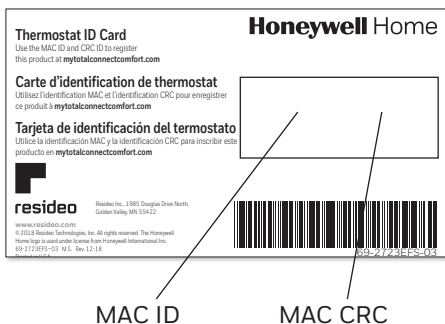 Thermostat ID Card
Use the MAC ID and CRC ID to register
this product at mytotalconnectcomfort.com
Carte d'identification de thermostat
Utilisez l'identification MAC et l'identification CRC pour enregistrer
ce produit à mytotalconnectcomfort.com
Tarjeta de identificación del termostato
Utilice la identificación MAC y la identificación CRC para inscribir este
producto en mytotalconnectcomfort.com
Honeywell Home
resideo
Resideo Inc., 1985 Douglas Drive North,
Golden Valley, MN 55422
www.resideo.com
© 2018 Resideo Technologies, Inc. All rights reserved. The Honeywell
Home logo is used under license from Honeywell International Inc.
69-2723EFS-03 M.S. Rev. 12-18
Printed in U.S.A.
69-2723EFS-03
MAC ID
MAC CRC